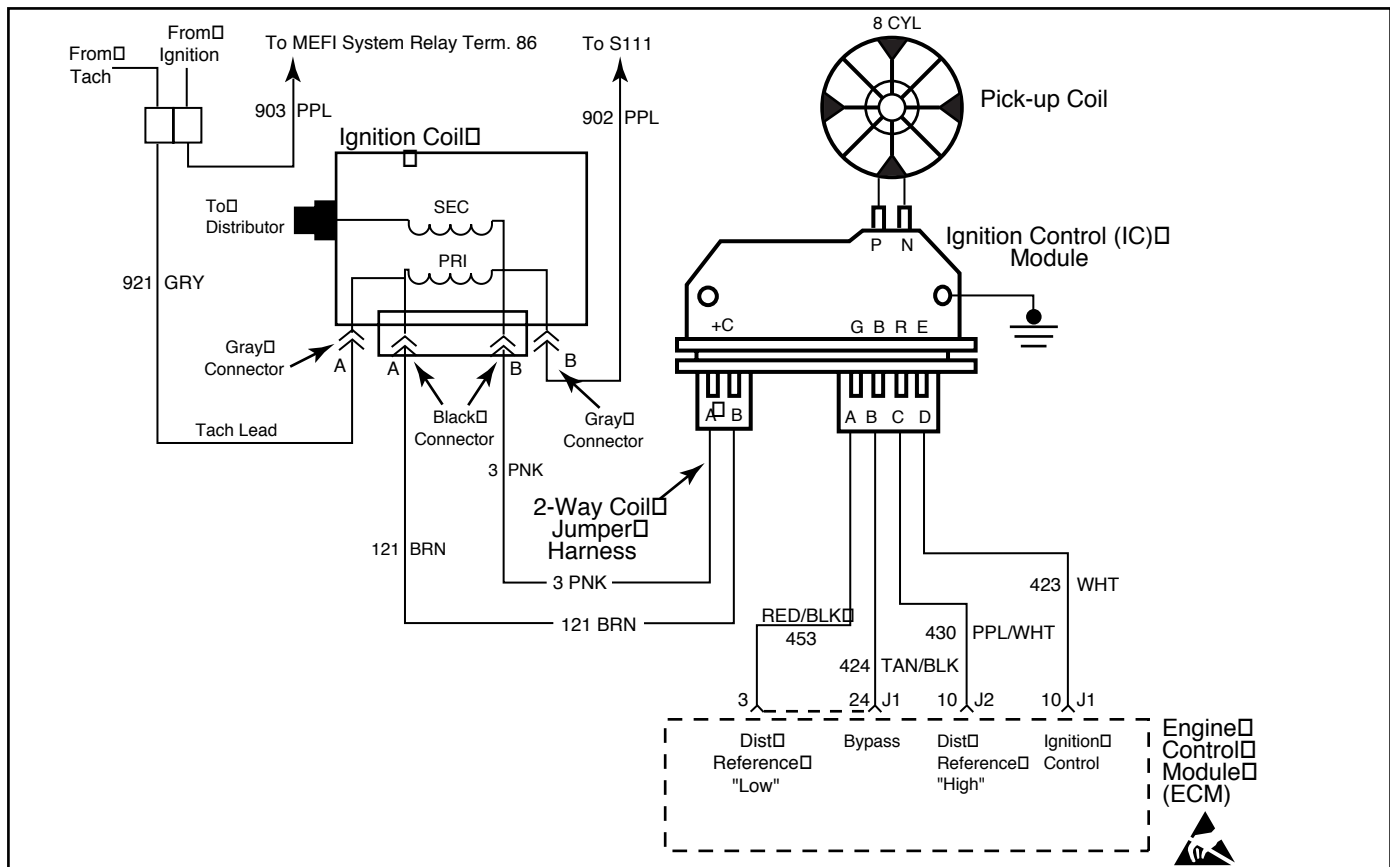 8 CYL
From□
Tach
From□
Ignition
To MEFI System Relay Term. 86
To S111
903 PPL
902 PPL
Pick-up Coil
Ignition Coil□
To□
Distributor
SEC
PRI
P N
Ignition Control (IC)□
Module
921 GRY
+C
G B R E
Gray□
Connector
A
A
B
B
Black□
Connector
Gray□
Connector
A□ B
A B C D
Tach Lead
3 PNK
2-Way Coil□
Jumper□
Harness
121 BRN
3 PNK
121 BRN
RED/BLK□
453
424 TAN/BLK
430 PPL/WHT
423 WHT
3
24 J1
10 J2
10 J1
Dist□
Reference□
"Low"
Bypass
Dist□
Reference□
"High"
Ignition□
Control
Engine□
Control□
Module□
(ECM)